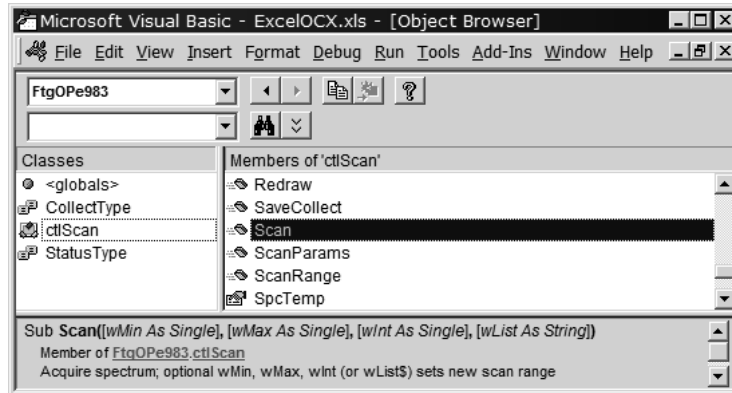 Microsoft Visual Basic - ExcelOCX.xls - [Object Browser]
File Edit View Insert Format Debug Run Tools Add-Ins Window Help
FtgOPe983
Classes
Members of 'ctlScan'
<globals>
CollectType
ctlScan
StatusType
Redraw
SaveCollect
Scan
ScanParams
ScanRange
SpcTemp
Sub Scan([wMin As Single], [wMax As Single], [wInt As Single], [wList As String])
Member of FtgOPe983.ctlScan
Acquire spectrum; optional wMin, wMax, wInt (or wList$) sets new scan range